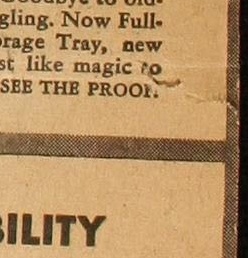 Goodbye to old-
gling. Now Full-
orage Tray, new
st like magic to
SEE THE PROOF.
BILITY